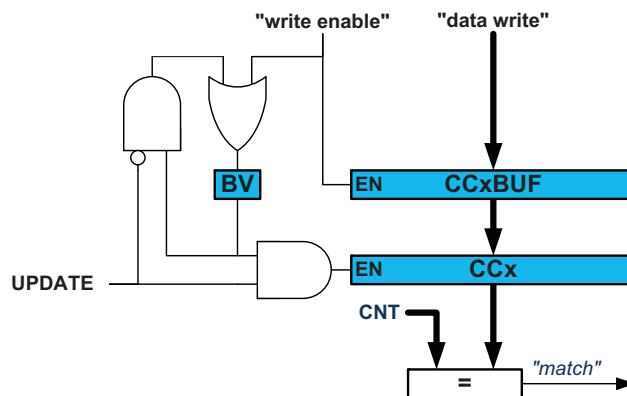 "write enable" "data write"
BV EN CCxBUF
EN CCx
UPDATE
CNT
= "match"